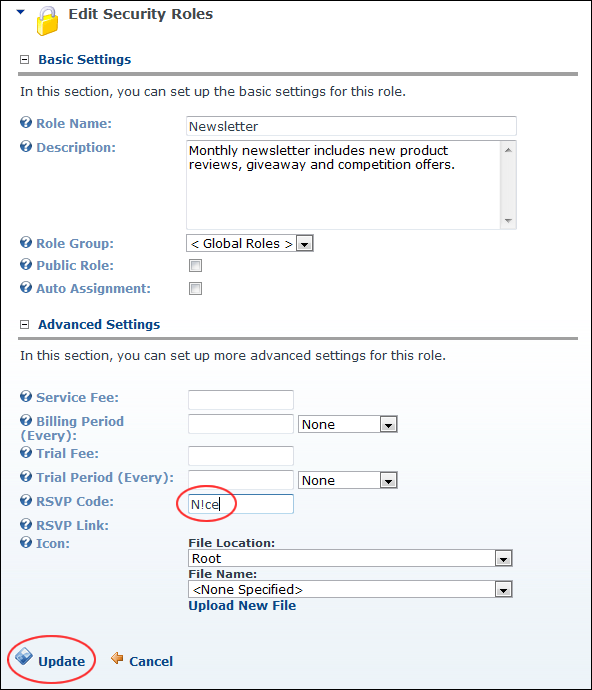 Edit Security Roles
Basic Settings
In this section, you can set up the basic settings for this role.
Role Name: Newsletter
Description: Monthly newsletter includes new product
reviews, giveaway and competition offers.
Role Group: < Global Roles >
Public Role:
Auto Assignment:
Advanced Settings
In this section, you can set up more advanced settings for this role.
Service Fee:
Billing Period None
(Every):
Trial Fee:
Trial Period (Every): None
RSVP Code: N!ce
RSVP Link:
Icon: File Location:
Root
File Name:
<None Specified>
Upload New File
Update Cancel